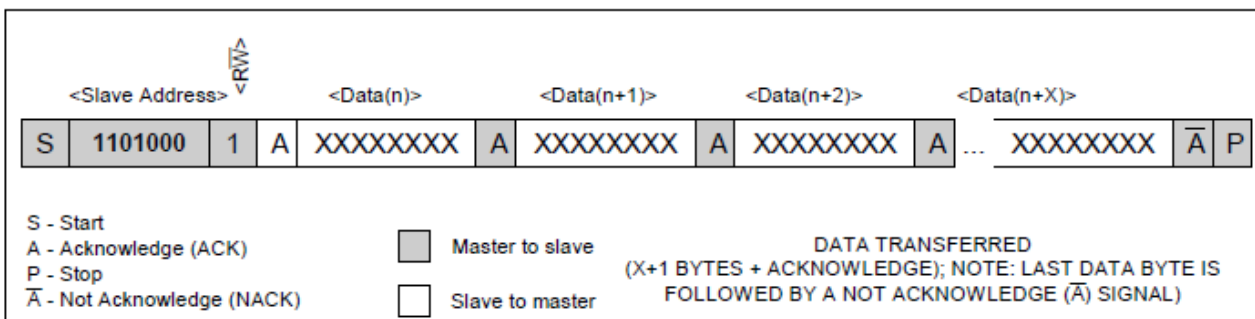 <Slave Address> <RW̅> <Data(n)> <Data(n+1)> <Data(n+2)> <Data(n+X)>
S 1101000 1 A XXXXXXXX A XXXXXXXX A XXXXXXXX A ... XXXXXXXX A̅ P
S - Start
A - Acknowledge (ACK)
P - Stop
A̅ - Not Acknowledge (NACK)
Master to slave
Slave to master
DATA TRANSFERRED
(X+1 BYTES + ACKNOWLEDGE); NOTE: LAST DATA BYTE IS
FOLLOWED BY A NOT ACKNOWLEDGE (A̅) SIGNAL)